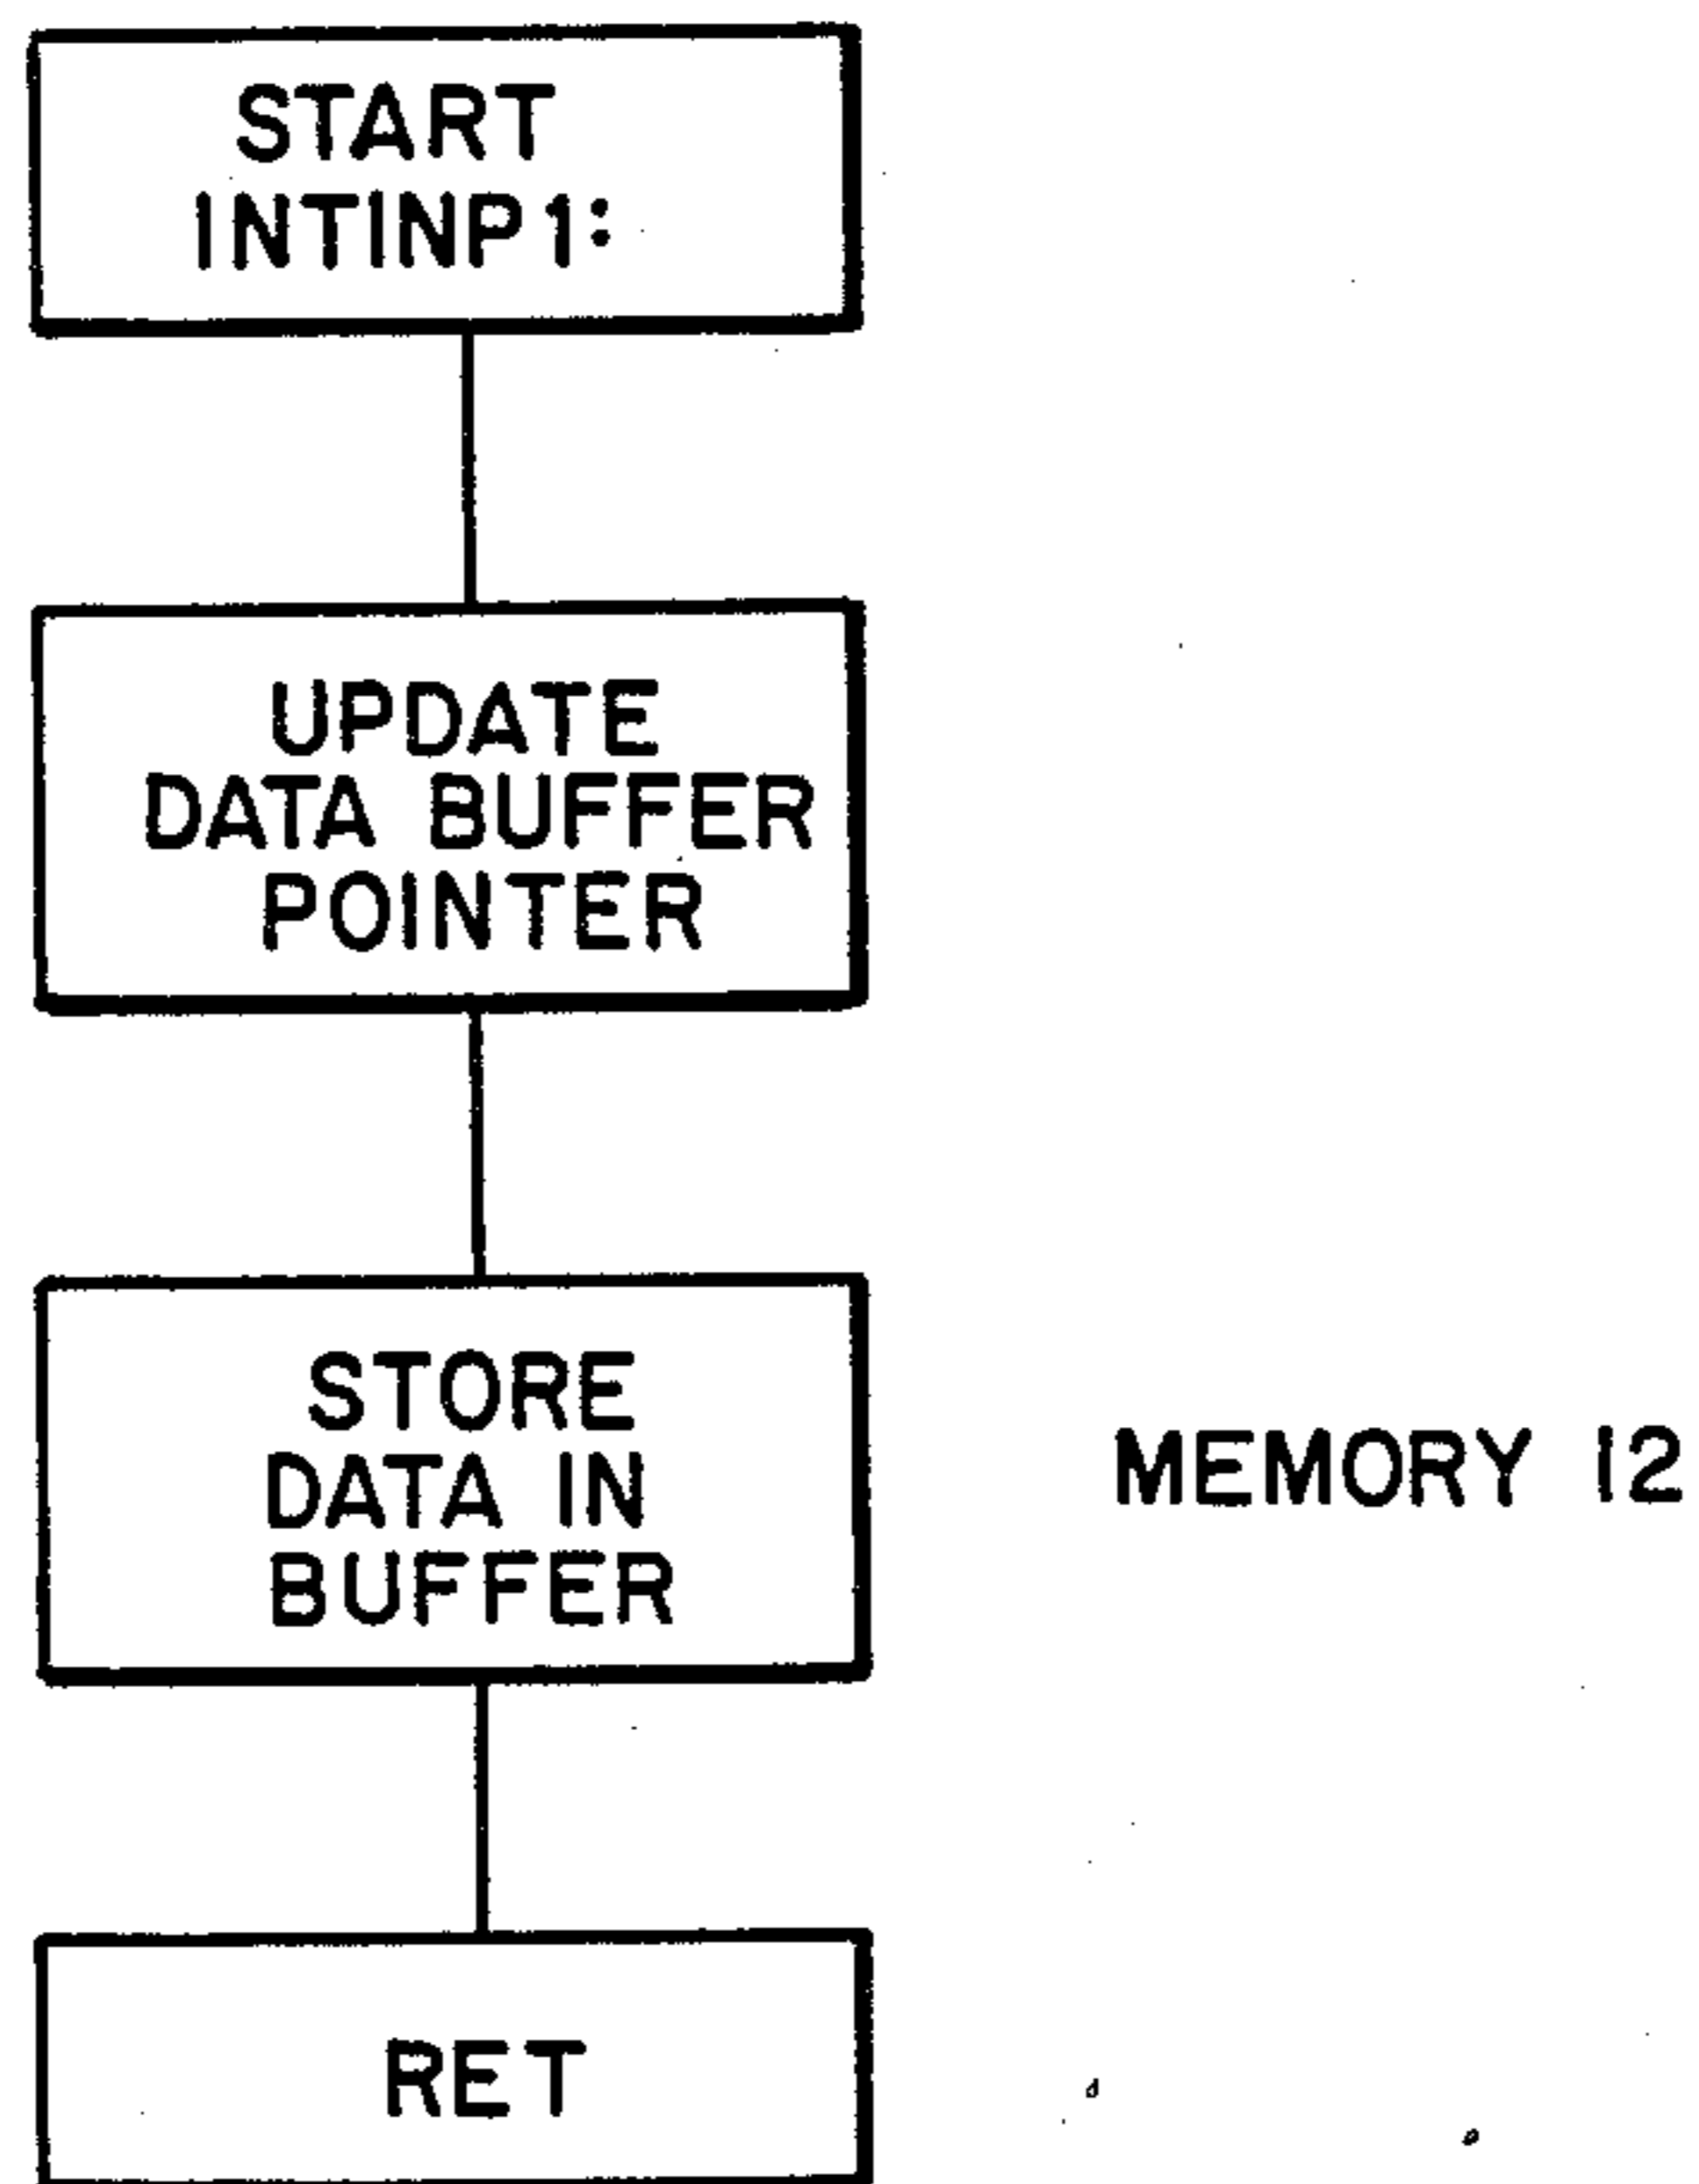 START
INTINP1:
UPDATE
DATA BUFFER
POINTER
STORE
DATA IN
BUFFER
MEMORY 12
RET